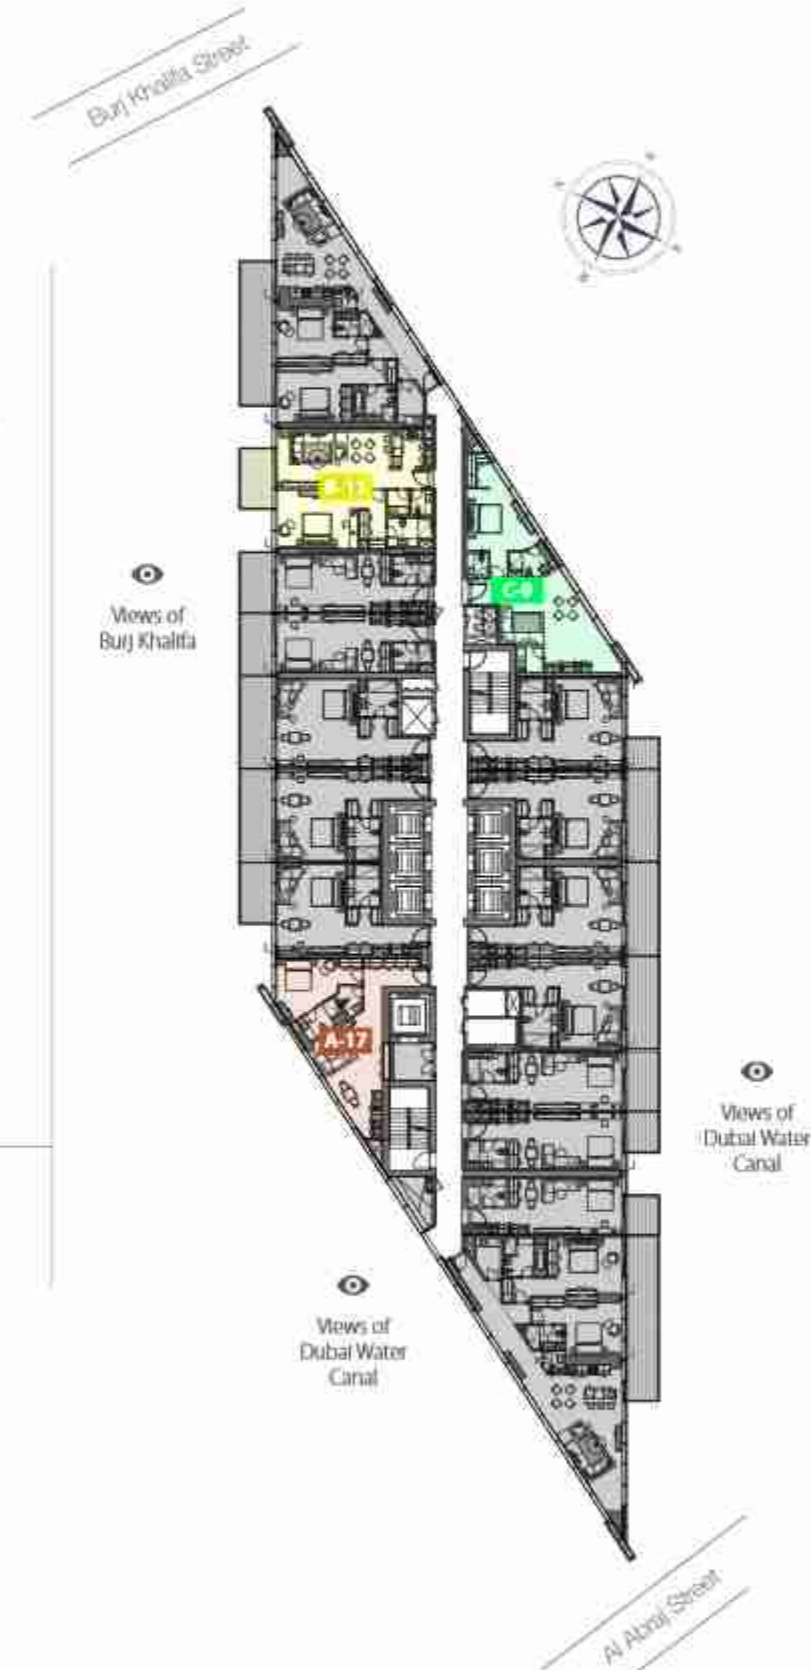 Burj Khalifa Street
Views of
Burj Khalifa
A-17
Views of
Dubai Water
Canal
Views of
Dubai Water
Canal
Al Abraj Street